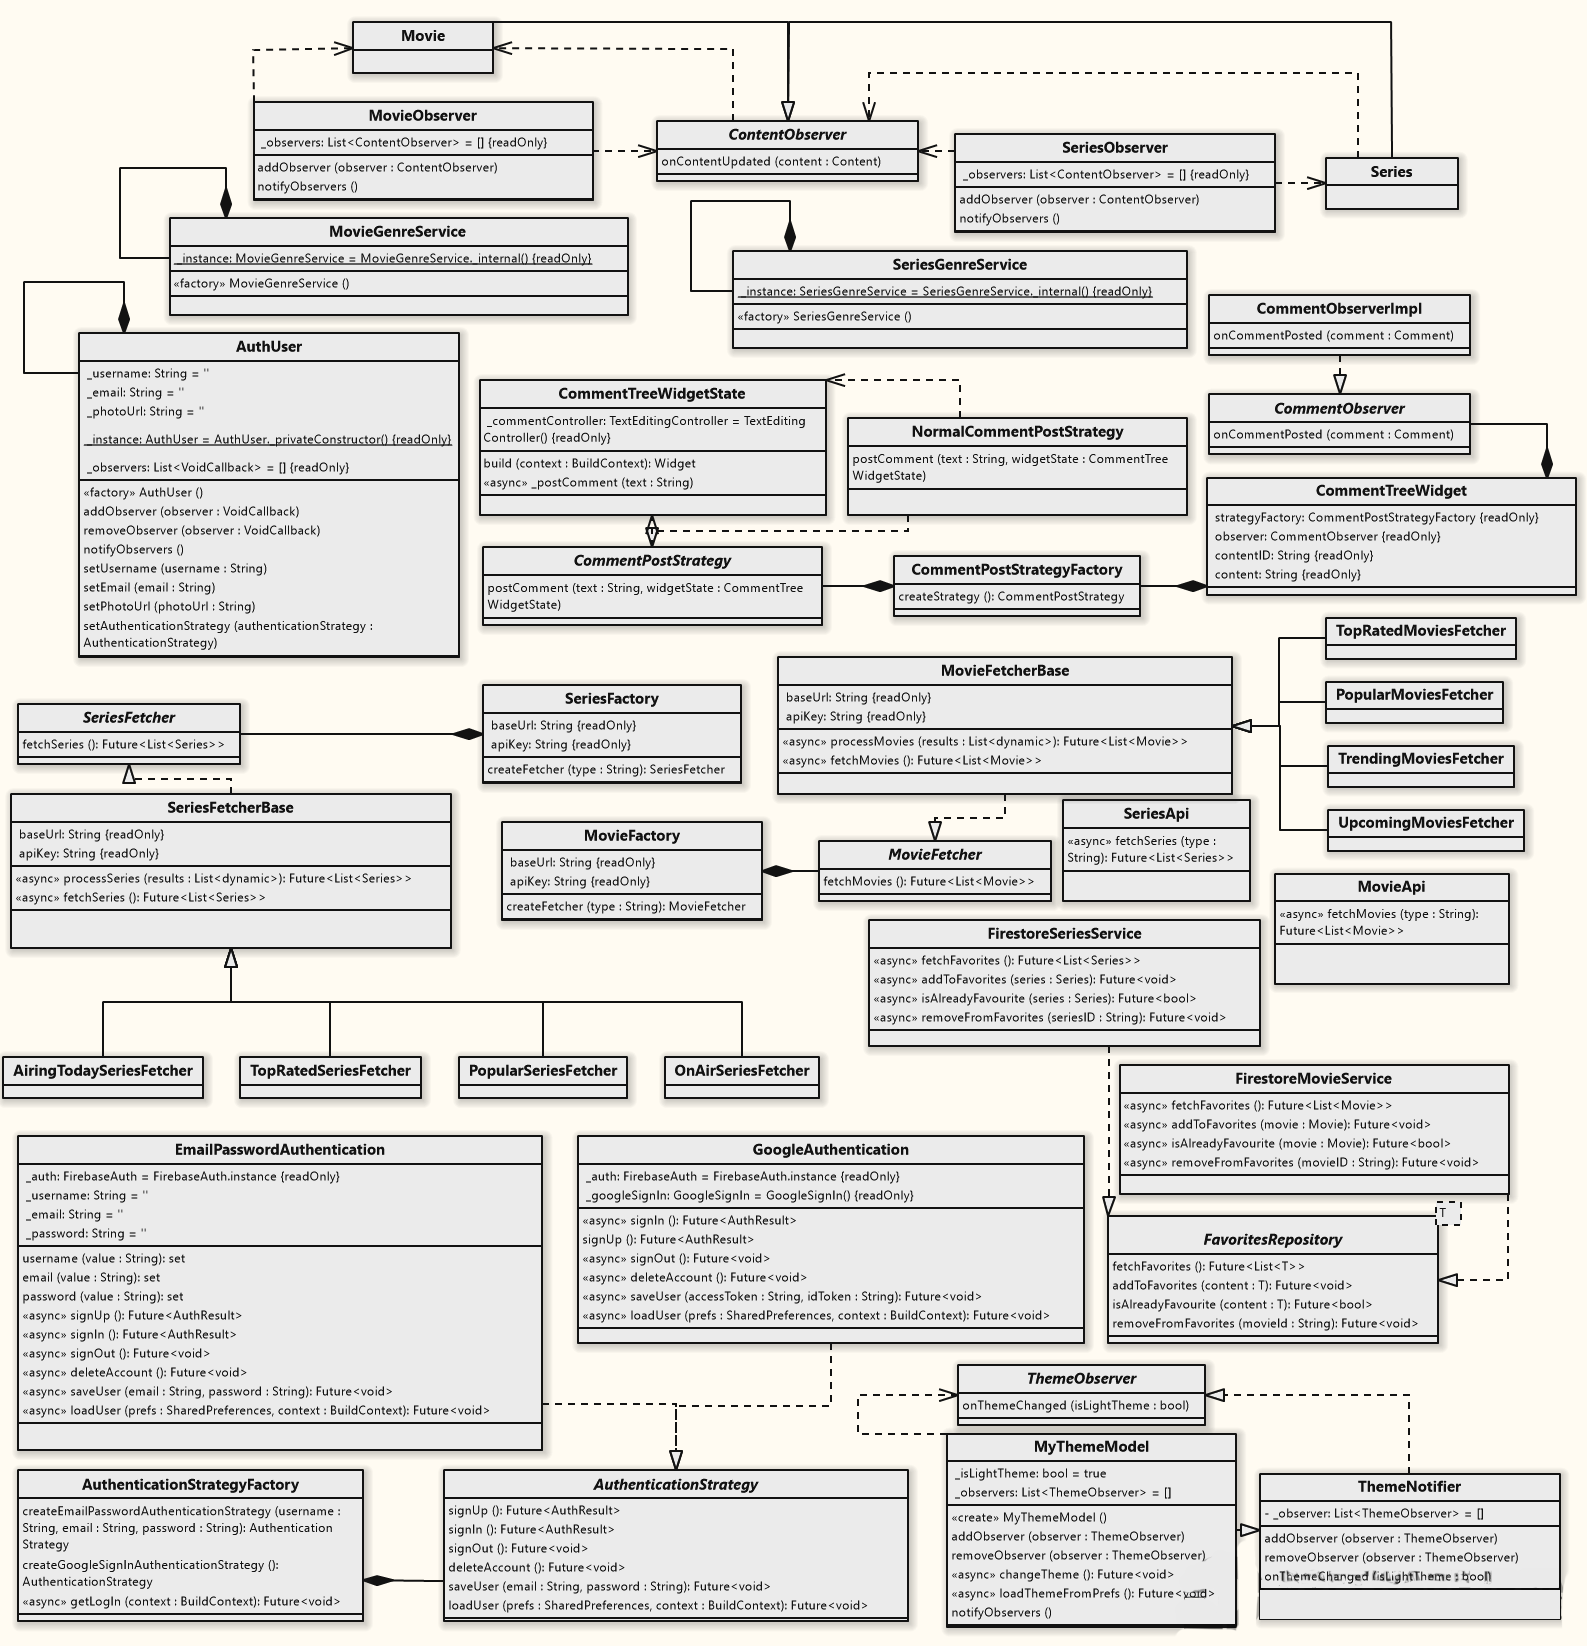 Movie
MovieObserver
_observers: List<ContentObserver> = [] {readOnly}
addObserver (observer : ContentObserver)
notifyObservers ()
ContentObserver
onContentUpdated (content : Content)
SeriesObserver
_observers: List<ContentObserver> = [] {readOnly}
addObserver (observer : ContentObserver)
notifyObservers ()
Series
MovieGenreService
_instance: MovieGenreService = MovieGenreService._internal() {readOnly}
«factory» MovieGenreService ()
SeriesGenreService
_instance: SeriesGenreService = SeriesGenreService._internal() {readOnly}
«factory» SeriesGenreService ()
CommentObserverImpl
onCommentPosted (comment : Comment)
AuthUser
_username: String = ''
_email: String = ''
_photoUrl: String = ''
_instance: AuthUser = AuthUser._privateConstructor() {readOnly}
_observers: List<VoidCallback> = [] {readOnly}
«factory» AuthUser ()
addObserver (observer : VoidCallback)
removeObserver (observer : VoidCallback)
notifyObservers ()
setUsername (username : String)
setEmail (email : String)
setPhotoUrl (photoUrl : String)
setAuthenticationStrategy (authenticationStrategy :
AuthenticationStrategy)
CommentTreeWidgetState
_commentController: TextEditingController = TextEditing
Controller() {readOnly}
build (context : BuildContext): Widget
«async» _postComment (text : String)
NormalCommentPostStrategy
postComment (text : String, widgetState : CommentTree
WidgetState)
CommentObserver
onCommentPosted (comment : Comment)
CommentTreeWidget
strategyFactory: CommentPostStrategyFactory {readOnly}
observer: CommentObserver {readOnly}
contentID: String {readOnly}
content: String {readOnly}
CommentPostStrategy
postComment (text : String, widgetState : CommentTree
WidgetState)
CommentPostStrategyFactory
createStrategy (): CommentPostStrategy
TopRatedMoviesFetcher
PopularMoviesFetcher
TrendingMoviesFetcher
UpcomingMoviesFetcher
MovieFetcherBase
baseUrl: String {readOnly}
apiKey: String {readOnly}
«async» processMovies (results : List<dynamic>): Future<List<Movie>>
«async» fetchMovies (): Future<List<Movie>>
SeriesFetcher
fetchSeries (): Future<List<Series>>
SeriesFactory
baseUrl: String {readOnly}
apiKey: String {readOnly}
createFetcher (type : String): SeriesFetcher
SeriesFetcherBase
baseUrl: String {readOnly}
apiKey: String {readOnly}
«async» processSeries (results : List<dynamic>): Future<List<Series>>
«async» fetchSeries (): Future<List<Series>>
MovieFactory
baseUrl: String {readOnly}
apiKey: String {readOnly}
createFetcher (type : String): MovieFetcher
MovieFetcher
fetchMovies (): Future<List<Movie>>
SeriesApi
«async» fetchSeries (type :
String): Future<List<Series>>
MovieApi
«async» fetchMovies (type : String):
Future<List<Movie>>
FirestoreSeriesService
«async» fetchFavorites (): Future<List<Series>>
«async» addToFavorites (series : Series): Future<void>
«async» isAlreadyFavourite (series : Series): Future<bool>
«async» removeFromFavorites (seriesID : String): Future<void>
AiringTodaySeriesFetcher
TopRatedSeriesFetcher
PopularSeriesFetcher
OnAirSeriesFetcher
FirestoreMovieService
«async» fetchFavorites (): Future<List<Movie>>
«async» addToFavorites (movie : Movie): Future<void>
«async» isAlreadyFavourite (movie : Movie): Future<bool>
«async» removeFromFavorites (movieID : String): Future<void>
EmailPasswordAuthentication
_auth: FirebaseAuth = FirebaseAuth.instance {readOnly}
_username: String = ''
_email: String = ''
_password: String = ''
username (value : String): set
email (value : String): set
password (value : String): set
«async» signUp (): Future<AuthResult>
«async» signIn (): Future<AuthResult>
«async» signOut (): Future<void>
«async» deleteAccount (): Future<void>
«async» saveUser (email : String, password : String): Future<void>
«async» loadUser (prefs : SharedPreferences, context : BuildContext): Future<void>
GoogleAuthentication
_auth: FirebaseAuth = FirebaseAuth.instance {readOnly}
_googleSignIn: GoogleSignIn = GoogleSignIn() {readOnly}
«async» signIn (): Future<AuthResult>
signUp (): Future<AuthResult>
«async» signOut (): Future<void>
«async» deleteAccount (): Future<void>
«async» saveUser (accessToken : String, idToken : String): Future<void>
«async» loadUser (prefs : SharedPreferences, context : BuildContext): Future<void>
T
FavoritesRepository
fetchFavorites (): Future<List<T>>
addToFavorites (content : T): Future<void>
isAlreadyFavourite (content : T): Future<bool>
removeFromFavorites (movieId : String): Future<void>
ThemeObserver
onThemeChanged (isLightTheme : bool)
MyThemeModel
_isLightTheme: bool = true
_observers: List<ThemeObserver> = []
«create» MyThemeModel ()
addObserver (observer : ThemeObserver)
removeObserver (observer : ThemeObserver)
«async» changeTheme (): Future<void>
«async» loadThemeFromPrefs (): Future<void>
notifyObservers ()
ThemeNotifier
- _observer: List<ThemeObserver> = []
addObserver (observer : ThemeObserver)
removeObserver (observer : ThemeObserver)
onThemeChanged (isLightTheme : bool)
AuthenticationStrategyFactory
createEmailPasswordAuthenticationStrategy (username :
String, email : String, password : String): Authentication
Strategy
createGoogleSignInAuthenticationStrategy ():
AuthenticationStrategy
«async» getLogIn (context : BuildContext): Future<void>
AuthenticationStrategy
signUp (): Future<AuthResult>
signIn (): Future<AuthResult>
signOut (): Future<void>
deleteAccount (): Future<void>
saveUser (email : String, password : String): Future<void>
loadUser (prefs : SharedPreferences, context : BuildContext): Future<void>